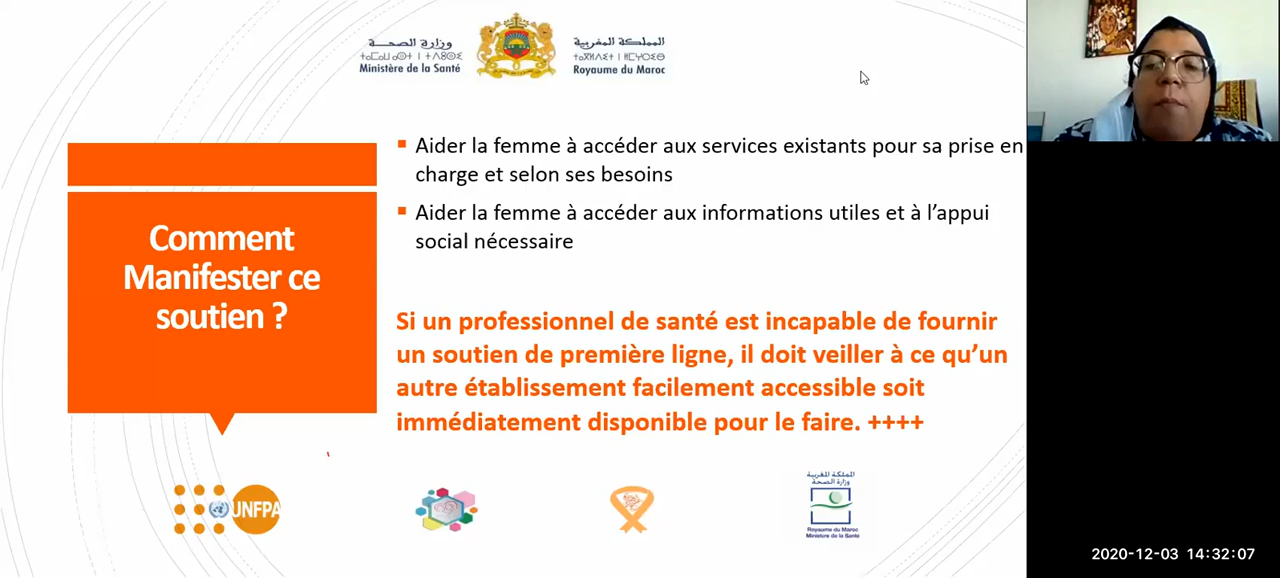 وزارة الصحة
ⵜⴰⵎⴰⵡⴰⵙⵜ ⵏ ⵜⴷⵓⵙⵉ
Ministère de la Santé
المملكة المغربية
ⵜⴰⴳⵍⴷⵉⵜ ⵏ ⵍⵎⵖⵔⵉⴱ
Royaume du Maroc
Comment
Manifester ce
soutien ?
▪ Aider la femme à accéder aux services existants pour sa prise en
charge et selon ses besoins
▪ Aider la femme à accéder aux informations utiles et à l’appui
social nécessaire
Si un professionnel de santé est incapable de fournir
un soutien de première ligne, il doit veiller à ce qu’un
autre établissement facilement accessible soit
immédiatement disponible pour le faire. ++++
UNFPA
المملكة المغربية
وزارة الصحة
Royaume du Maroc
Ministère de la Santé
2020-12-03 14:32:07